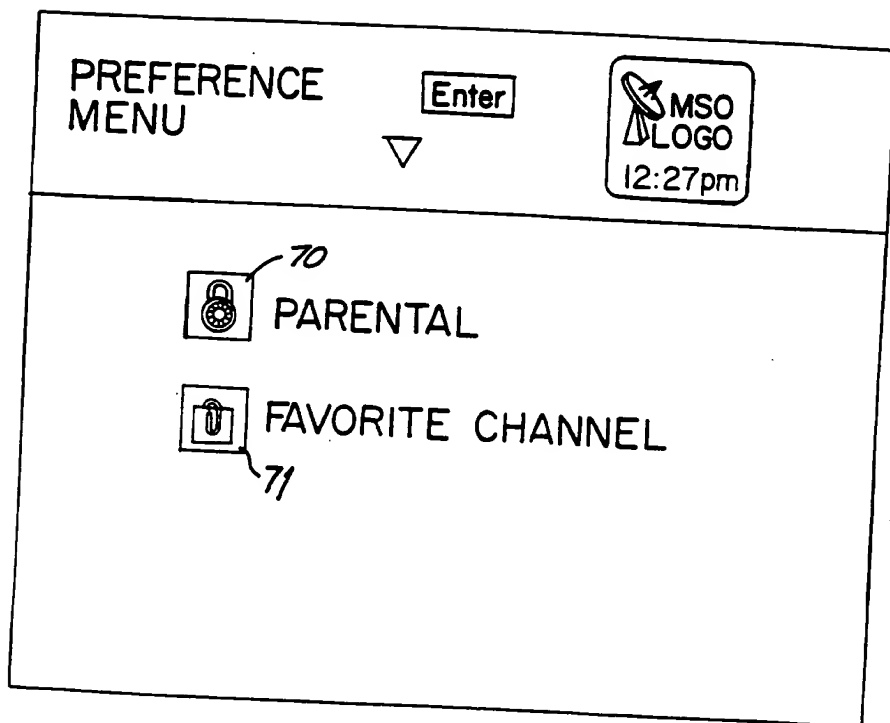 PREFERENCE
MENU
Enter
MSO
LOGO
12:27pm
70
PARENTAL
FAVORITE CHANNEL
71